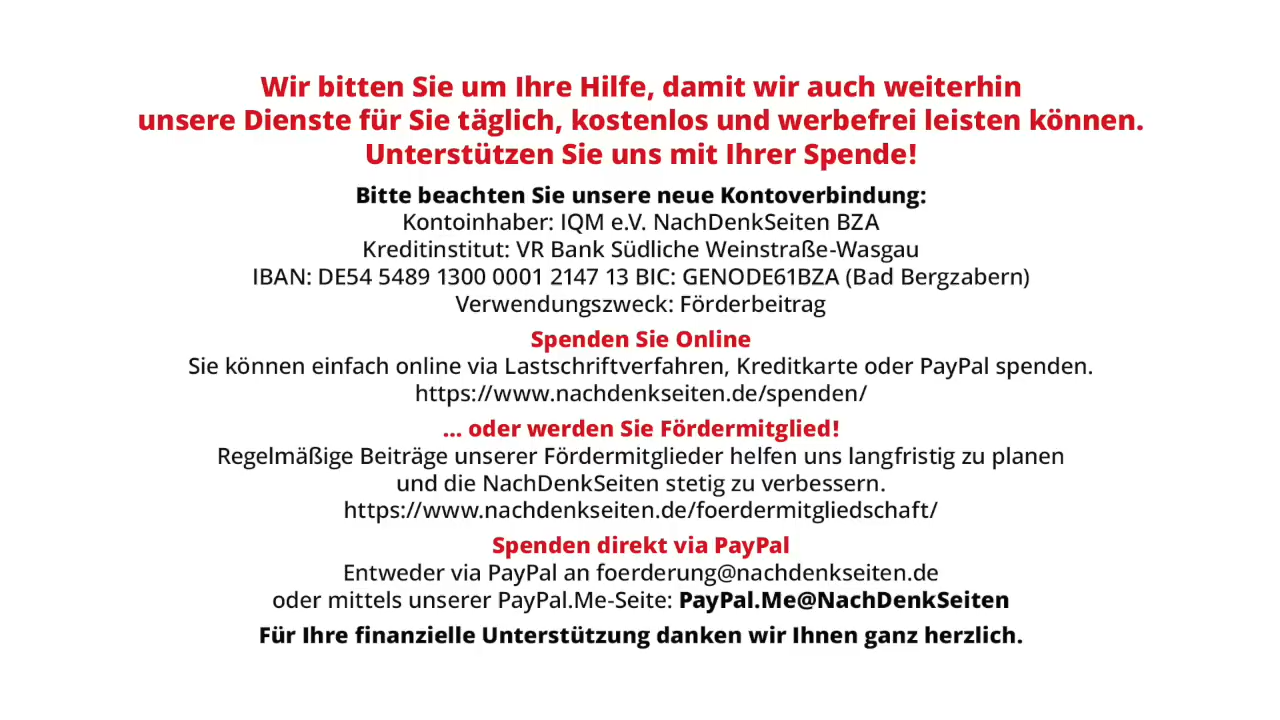 Wir bitten Sie um Ihre Hilfe, damit wir auch weiterhin
unsere Dienste für Sie täglich, kostenlos und werbefrei leisten können.
Unterstützen Sie uns mit Ihrer Spende!
Bitte beachten Sie unsere neue Kontoverbindung:
Kontoinhaber: IQM e.V. NachDenkSeiten BZA
Kreditinstitut: VR Bank Südliche Weinstraße-Wasgau
IBAN: DE54 5489 1300 0001 2147 13 BIC: GENODE61BZA (Bad Bergzabern)
Verwendungszweck: Förderbeitrag
Spenden Sie Online
Sie können einfach online via Lastschriftverfahren, Kreditkarte oder PayPal spenden.
https://www.nachdenkseiten.de/spenden/
... oder werden Sie Fördermitglied!
Regelmäßige Beiträge unserer Fördermitglieder helfen uns langfristig zu planen
und die NachDenkSeiten stetig zu verbessern.
https://www.nachdenkseiten.de/foerdermitgliedschaft/
Spenden direkt via PayPal
Entweder via PayPal an foerderung@nachdenkseiten.de
oder mittels unserer PayPal.Me-Seite: PayPal.Me@NachDenkSeiten
Für Ihre finanzielle Unterstützung danken wir Ihnen ganz herzlich.